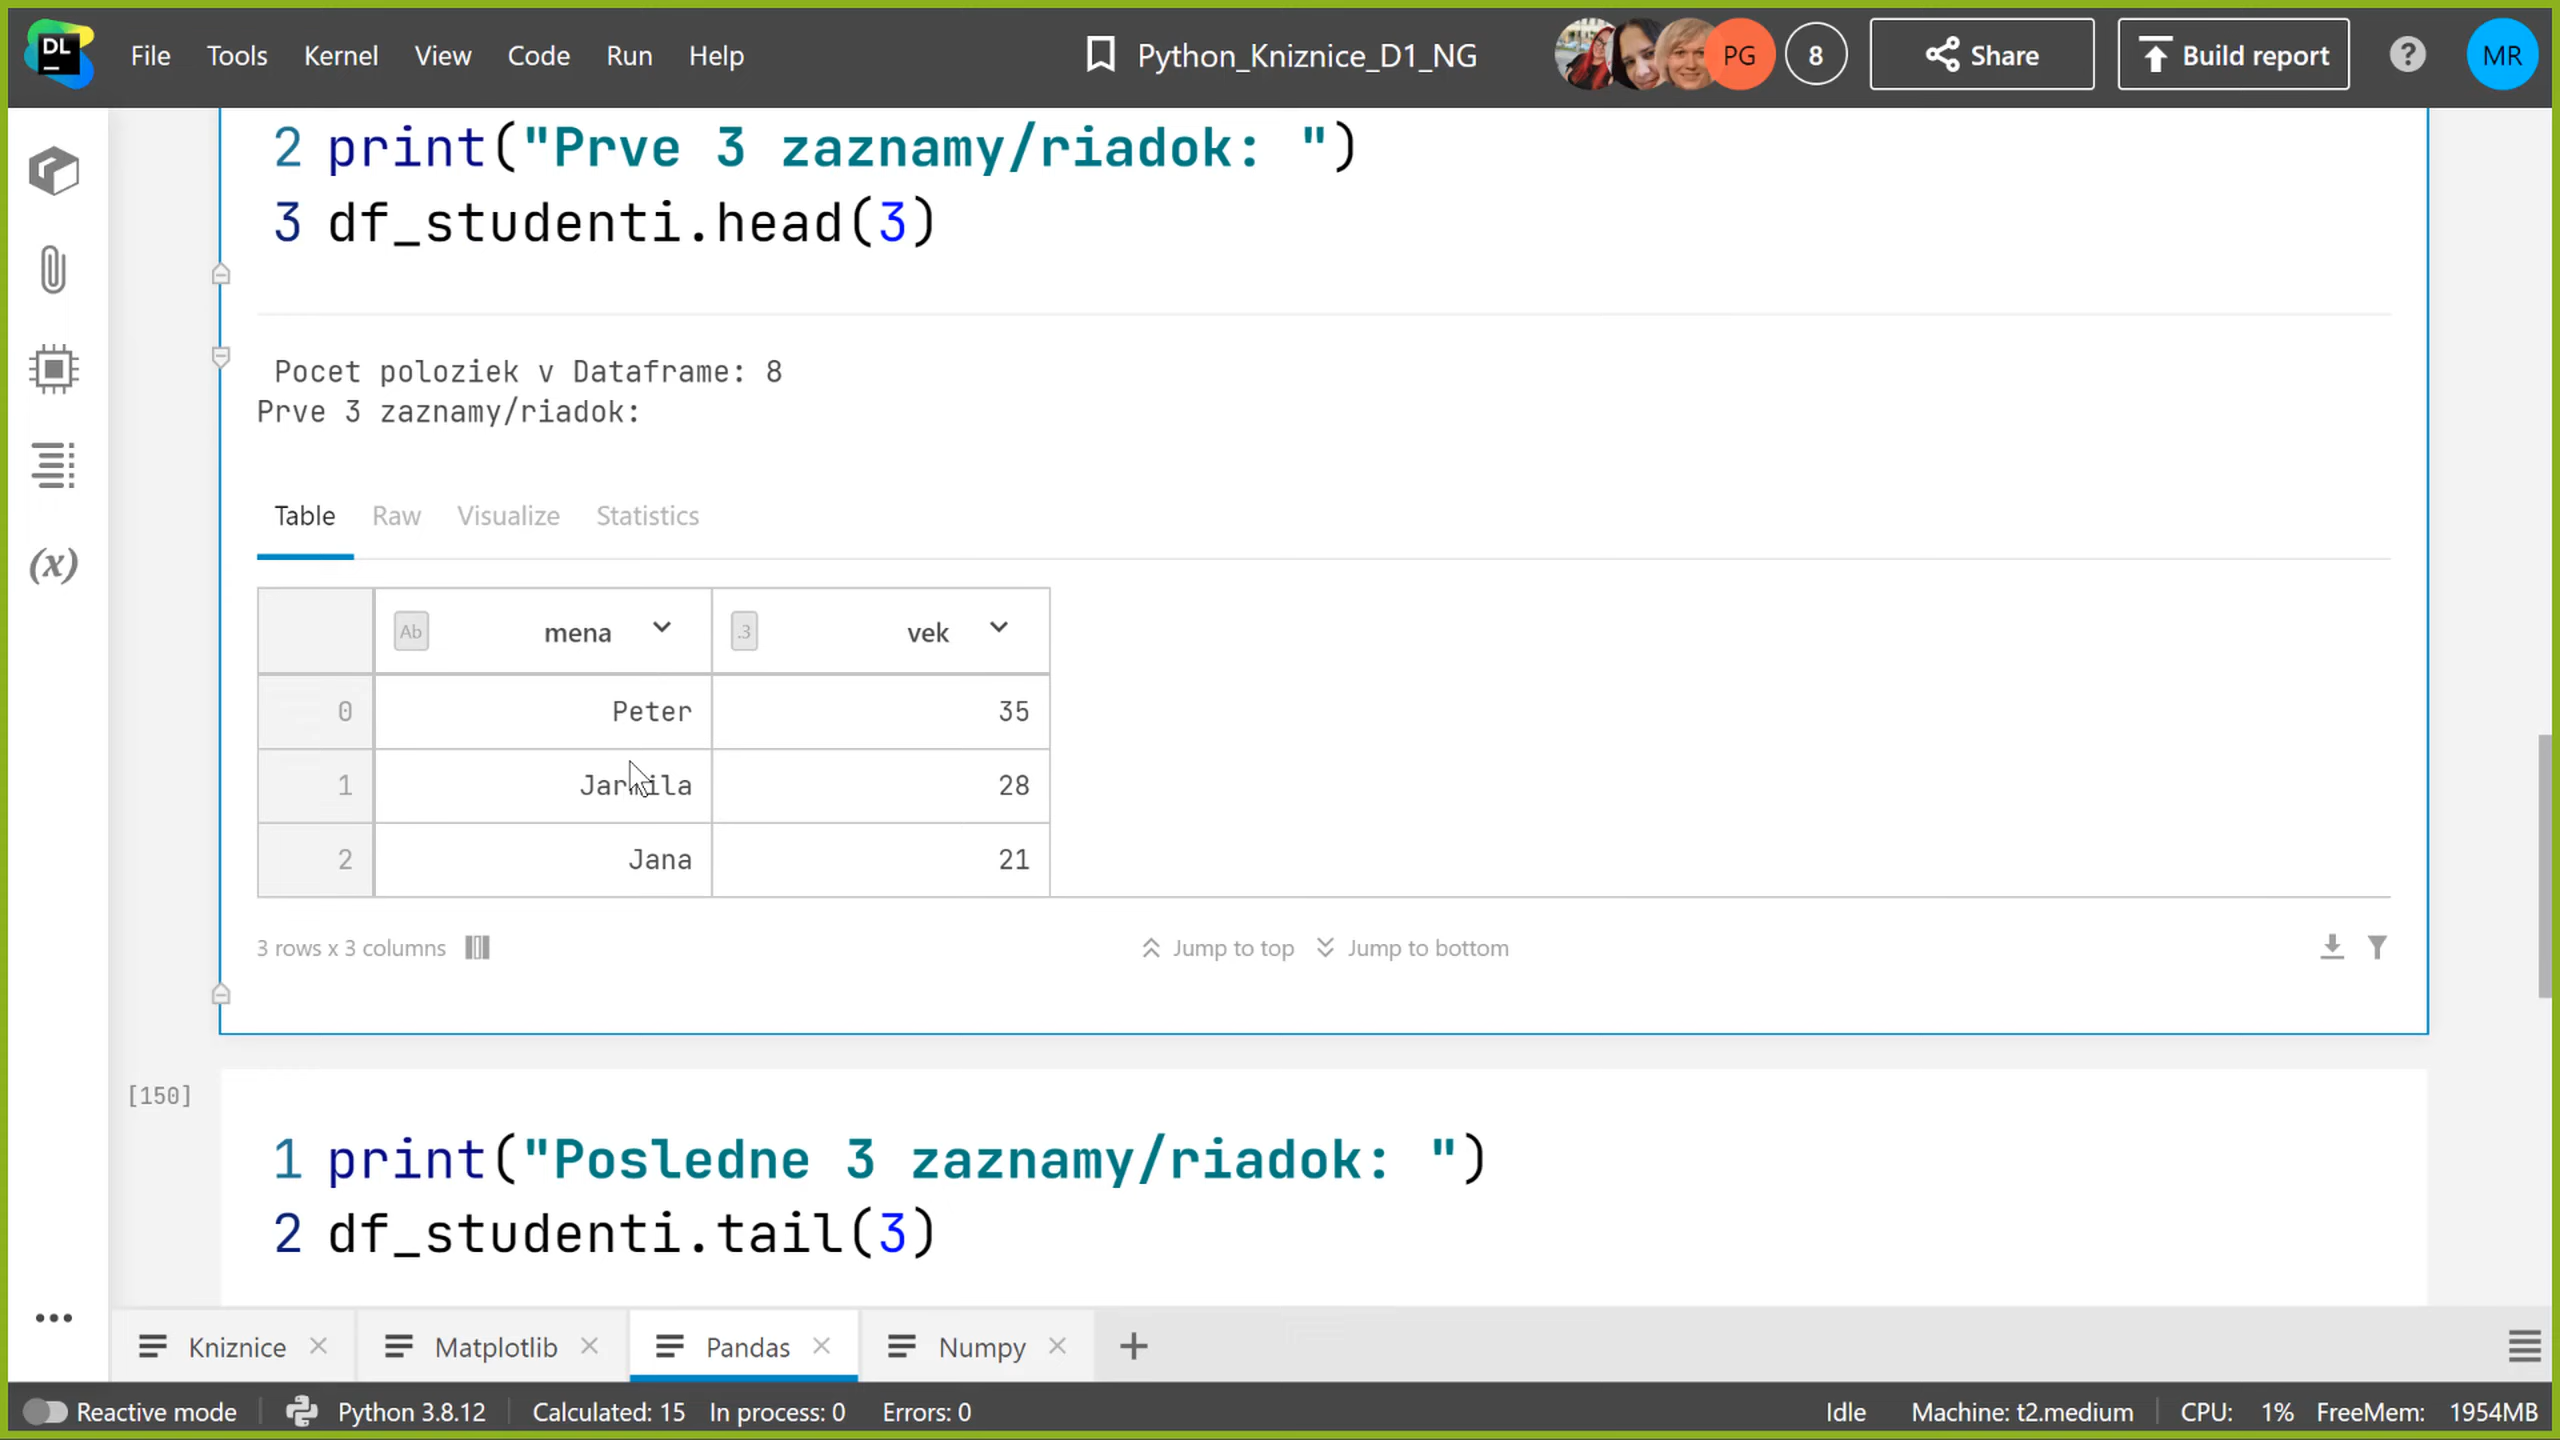 DL File Tools Kernel View Code Run Help Python_Kniznice_D1_NG PG 8 Share Build report ? MR
2 print("Prve 3 zaznamy/riadok: ")
3 df_studenti.head(3)
Pocet poloziek v Dataframe: 8
Prve 3 zaznamy/riadok:
(x)
Table Raw Visualize Statistics
Ab mena .3 vek
0 Peter 35
1 Jarmila 28
2 Jana 21
3 rows x 3 columns Jump to top Jump to bottom
[150]
1 print("Posledne 3 zaznamy/riadok: ")
2 df_studenti.tail(3)
Kniznice Matplotlib Pandas Numpy
Reactive mode Python 3.8.12 Calculated: 15 In process: 0 Errors: 0 Idle Machine: t2.medium CPU: 1% FreeMem: 1954MB